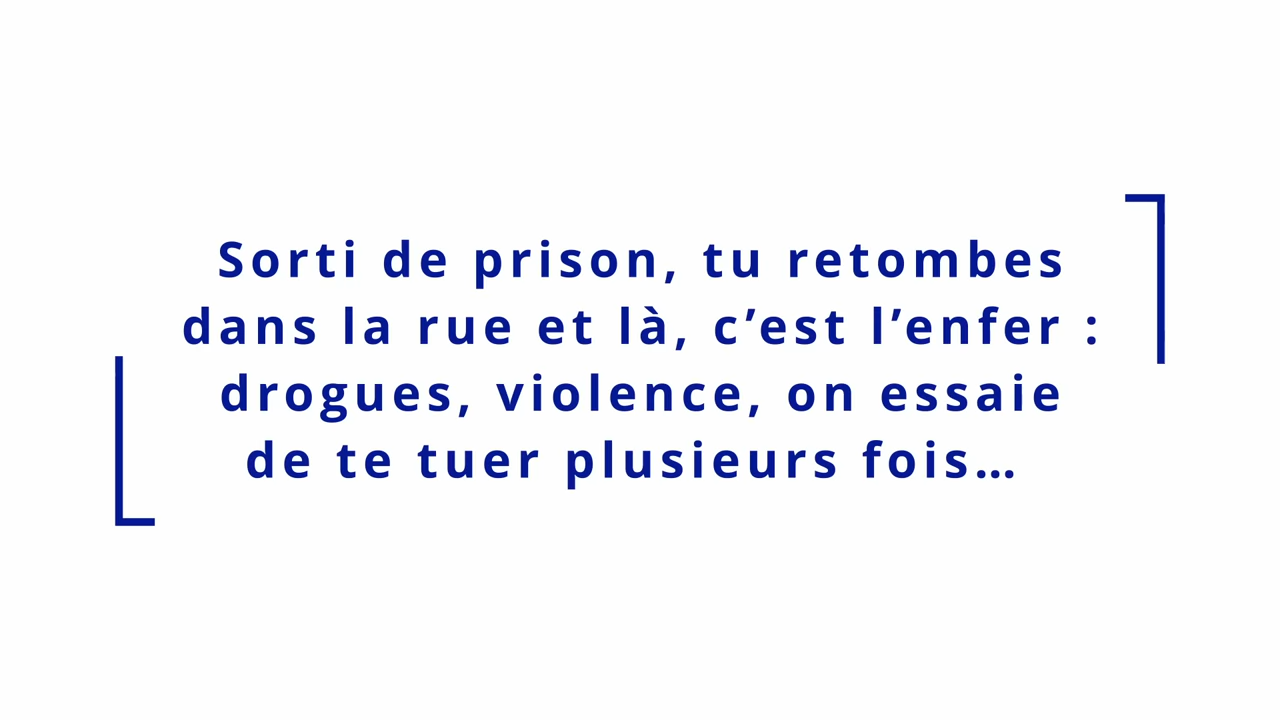 Sorti de prison, tu retombes
dans la rue et là, c’est l’enfer :
drogues, violence, on essaie
de te tuer plusieurs fois…